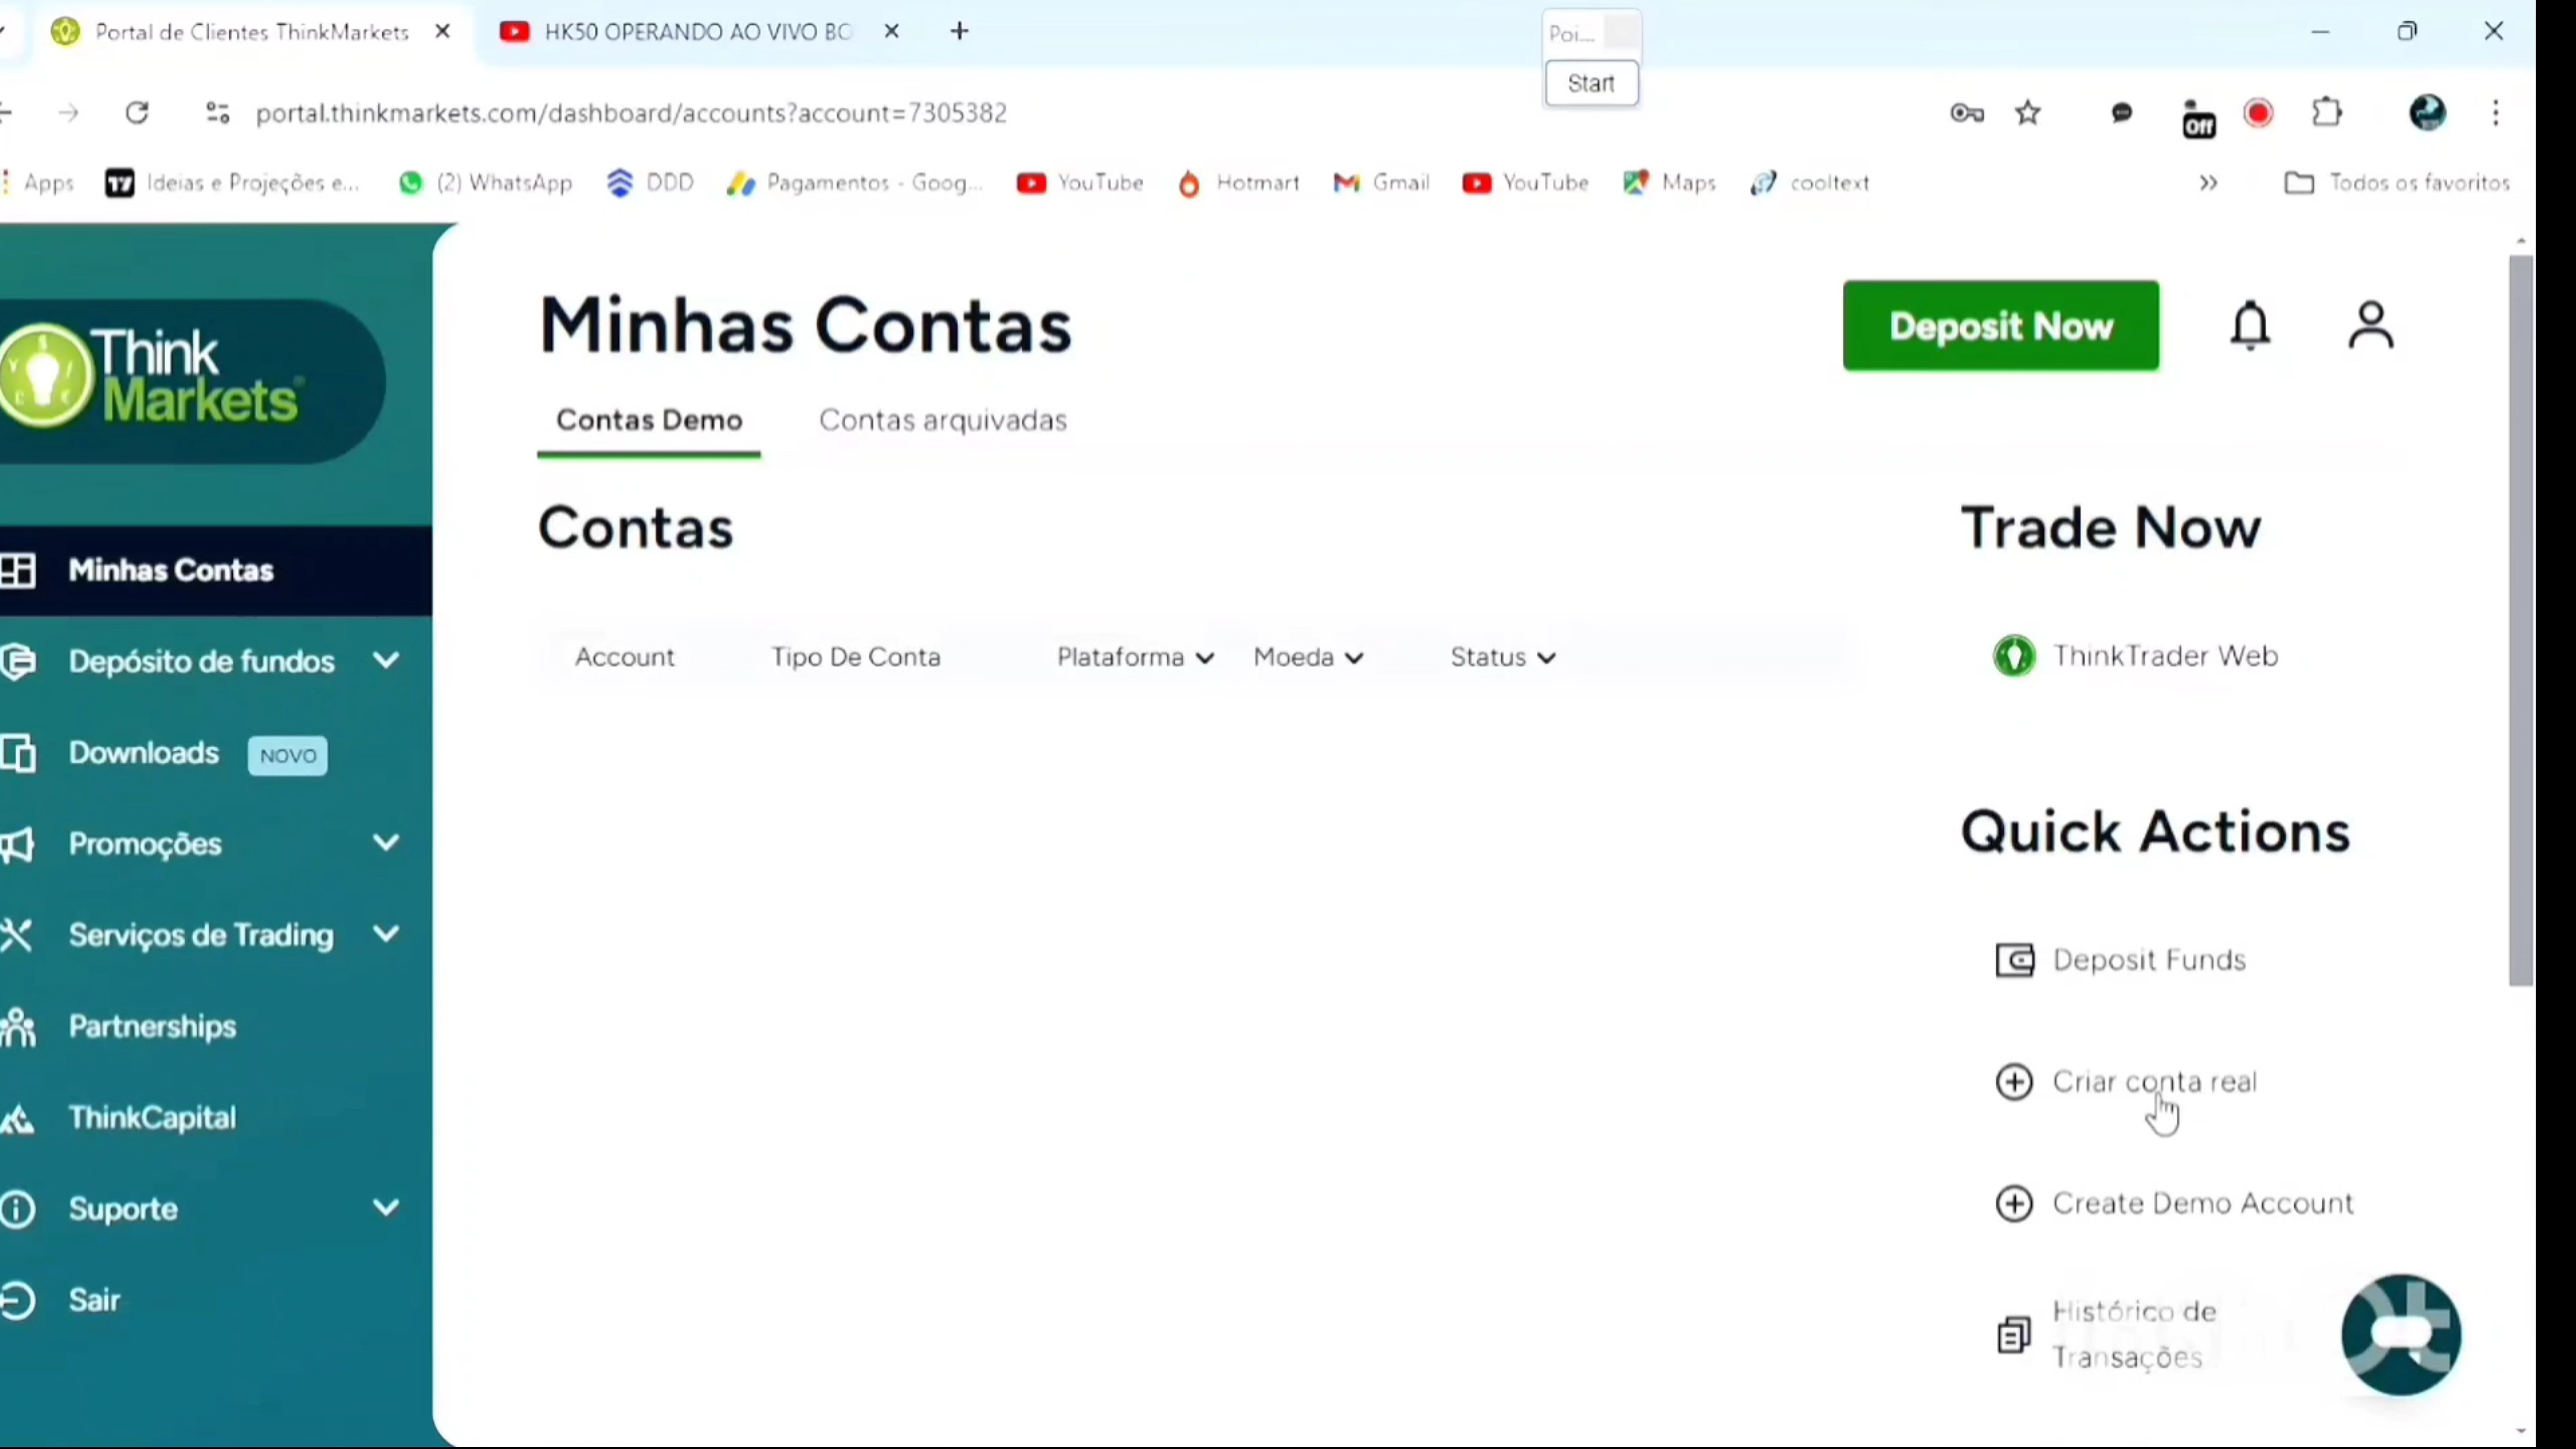 Portal de Clientes ThinkMarkets
HK50 OPERANDO AO VIVO BO
Poi...
Start
portal.thinkmarkets.com/dashboard/accounts?account=7305382
Off
Apps
Ideias e Projeções e...
(2) WhatsApp
DDD
Pagamentos - Goog...
YouTube
Hotmart
Gmail
YouTube
Maps
cooltext
Todos os favoritos
Think
Markets
Minhas Contas
Depósito de fundos
Downloads NOVO
Promoções
Serviços de Trading
Partnerships
ThinkCapital
Suporte
Sair
Minhas Contas
Deposit Now
Contas Demo
Contas arquivadas
Contas
Account
Tipo De Conta
Plataforma
Moeda
Status
Trade Now
ThinkTrader Web
Quick Actions
Deposit Funds
Criar conta real
Create Demo Account
Histórico de
Transações